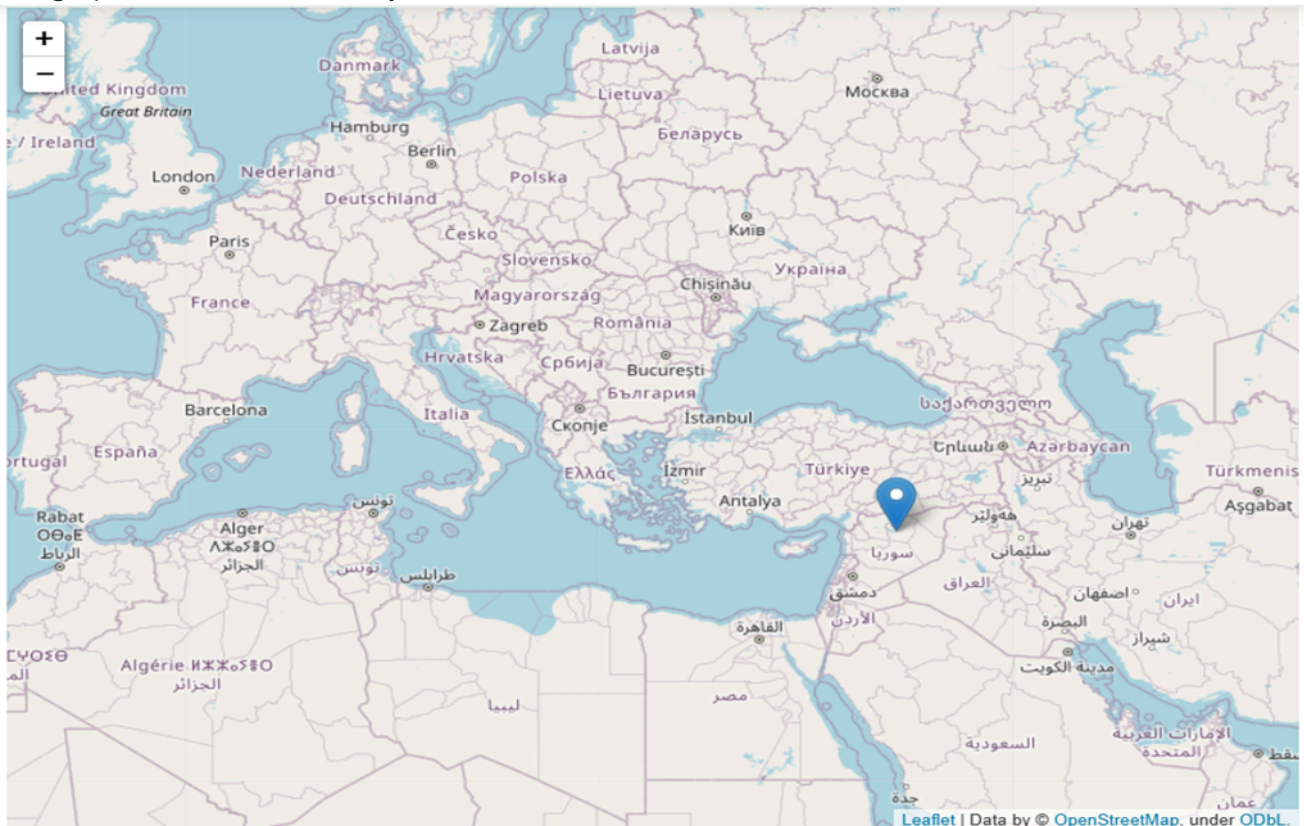 +
−
Latvija
Danmark
Москва
United Kingdom
Lietuva
Great Britain
Hamburg
Беларусь
/ Ireland
Berlin
London
Nederland
Polska
Deutschland
Київ
Česko
Paris
Slovensko
Україна
Chișinău
France
Magyarország
Zagreb
România
Hrvatska
Србија
București
България
Barcelona
Italia
İstanbul
საქართველო
Скопје
Երևան
Azərbaycan
España
Ελλάς
İzmir
Türkiye
تبریز
Antalya
Aşgabat
Rabat
ⵔⴱⴰⵟ
الرباط
Alger
ⴷⵣⴰⵢⴻⵔ
الجزائر
تونس
تونس
هەولێر
تهران
سلێمانی
سوريا
طرابلس
دمشق
العراق
اصفهان
ایران
الأردن
القاهرة
البصرة
شیراز
مدينة الكويت
Algérie ⵍⵣⵣⴰⵢⴻⵔ
الجزائر
ليبيا
مصر
السعودية
الإمارات العربية
المتحدة
جدة
عمان
Leaflet | Data by © OpenStreetMap, under ODbL.